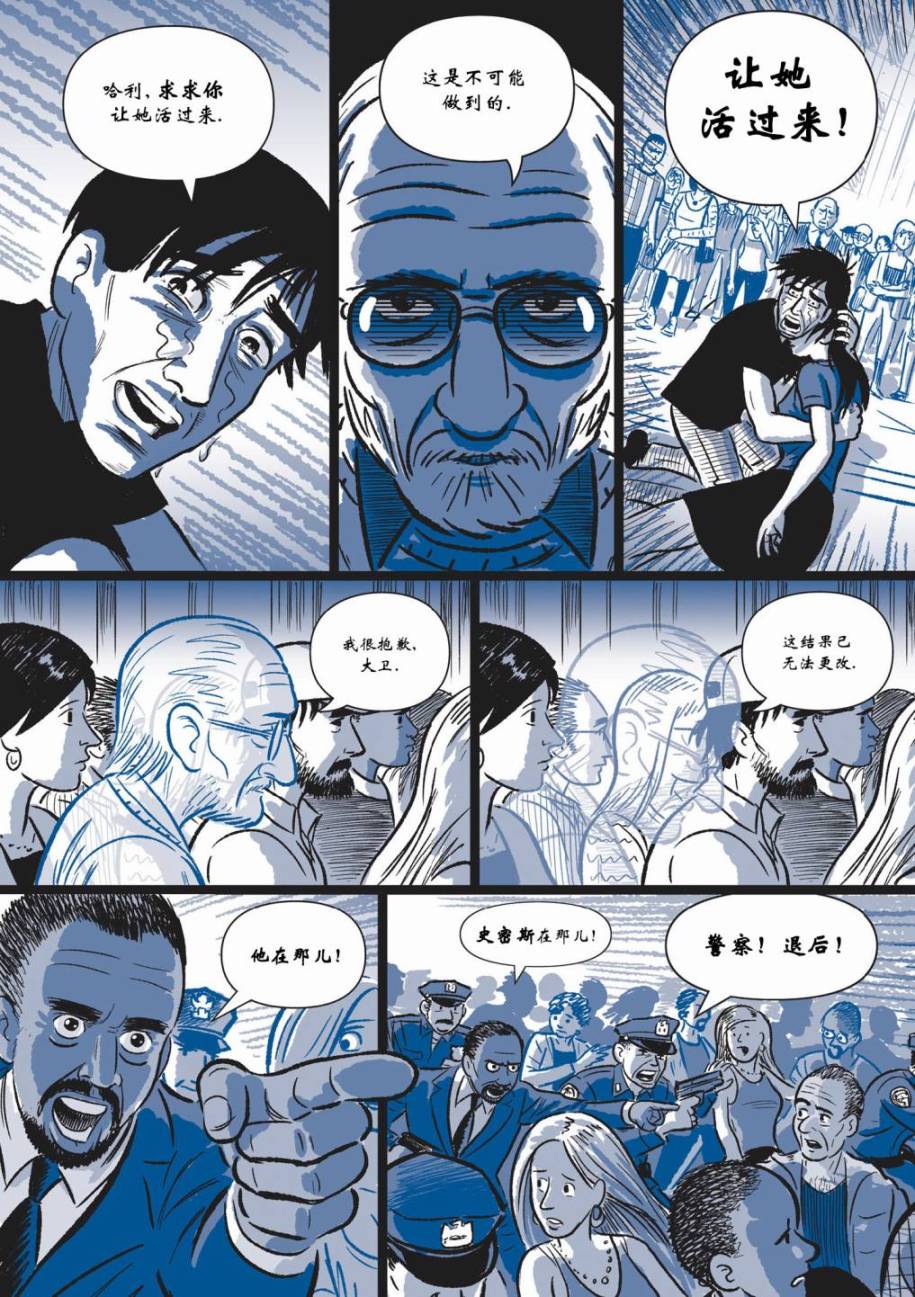 哈利,求求你
让她活过来.
这是不可能
做到的.
让她
活过来!
我很抱歉,
大卫.
这结果已
无法更改.
他在那儿!
史密斯在那儿!
警察!退后!